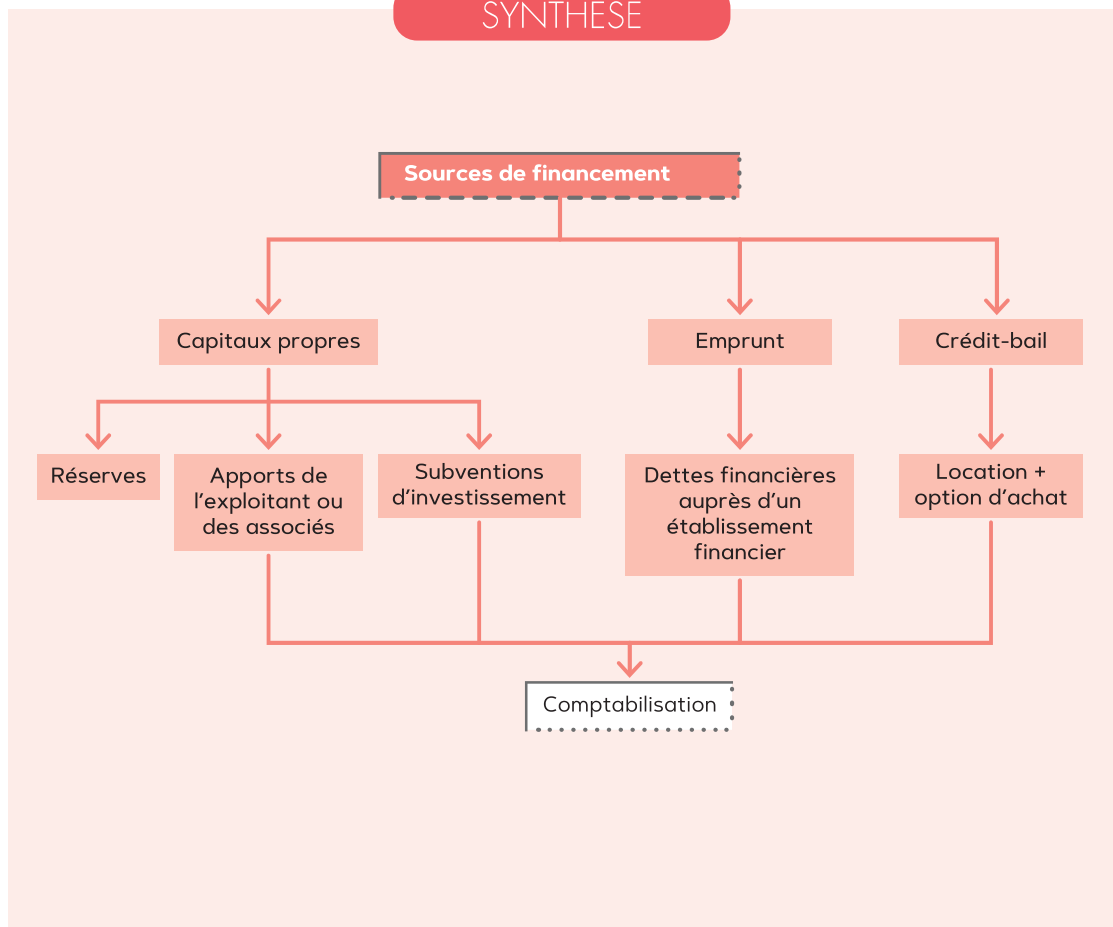 SYNTHESE
Sources de financement
Capitaux propres
Emprunt
Crédit-bail
Réserves
Apports de
l'exploitant ou
des associés
Subventions
d'investissement
Dettes financières
auprès d'un
établissement
financier
Location +
option d'achat
Comptabilisation